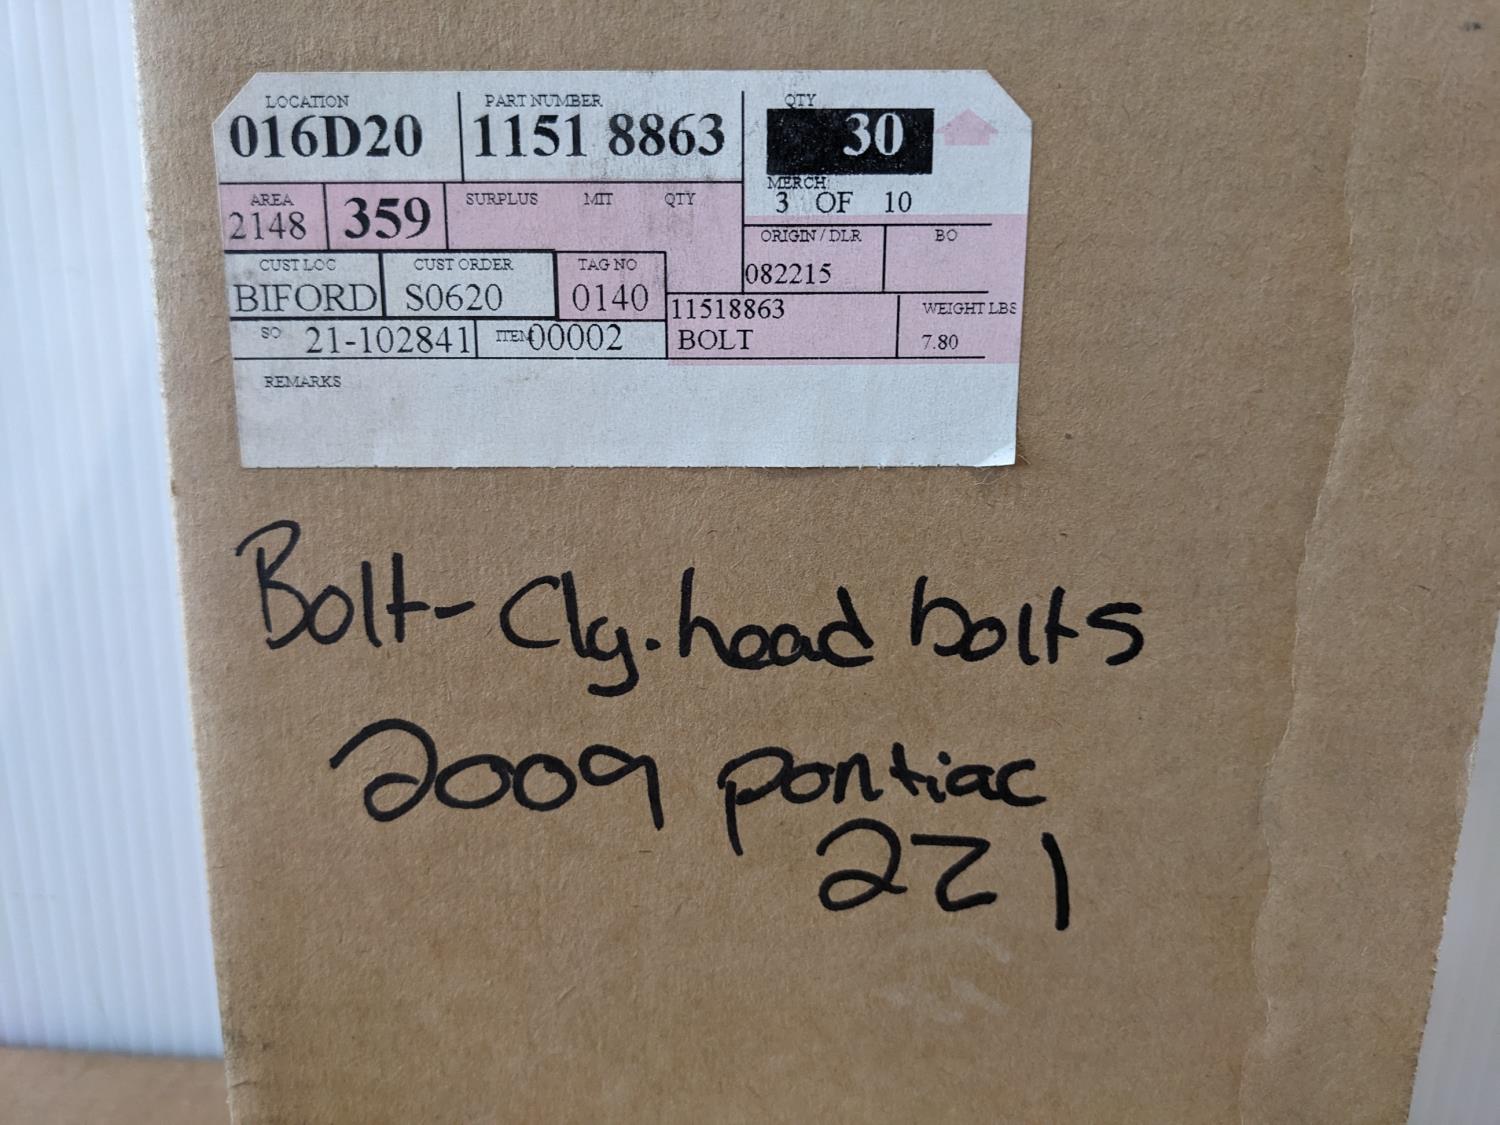 LOCATION PART NUMBER QTY
016D20 1151 8863 30
MERCH
3 OF 10
AREA SURPLUS MIT QTY
2148 359
ORIGIN / DLR BO
082215
CUST LOC CUST ORDER TAG NO
BIFORD S0620 0140
11518863 WEIGHT LBS
BOLT 7.80
SO 21-102841 ITEM 00002
REMARKS
Bolt-Cly.head bolts
2009 pontiac
221